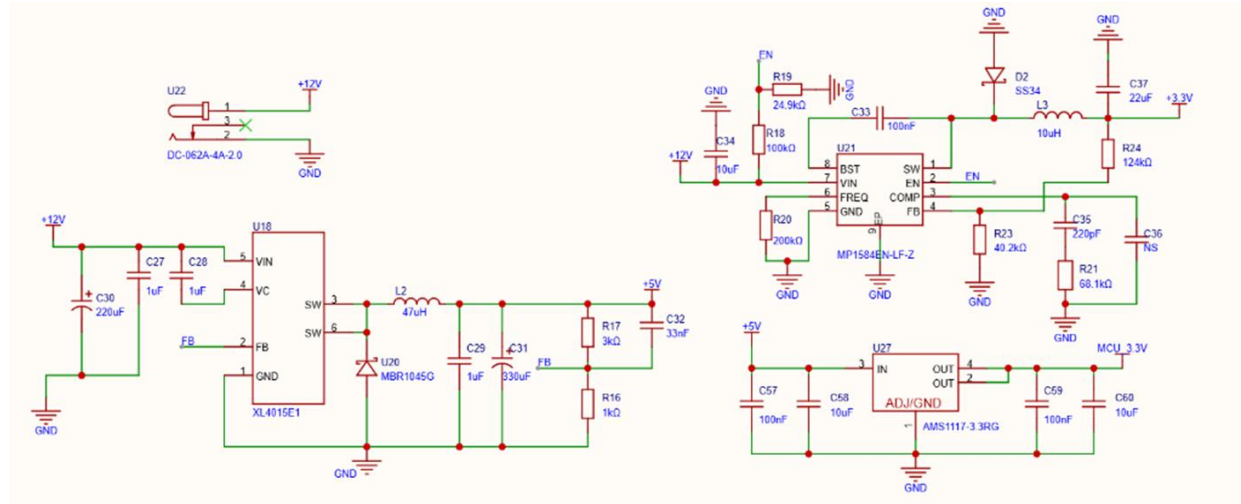 U22
+12V
1
3
2
DC-062A-4A-2.0
GND
+12V
U18
C27
1uF
C28
1uF
C30
220uF
5 VIN
4 VC
FB
2 FB
1 GND
SW 3
SW 6
XL4015E1
GND
L2
47uH
U20
MBR1045G
C29
1uF
C31
330uF
FB
R17
3kΩ
R16
1kΩ
+5V
C32
33nF
GND
EN
R19
24.9kΩ
GND
R18
100kΩ
GND
C34
10uF
+12V
C33
100nF
U21
8 BST
7 VIN
6 FREQ
5 GND
SW 1
EN 2
COMP 3
FB 4
9 EP
MP1584EN-LF-Z
R20
200kΩ
GND
GND
GND
D2
SS34
L3
10uH
GND
C37
22uF
+3.3V
R24
124kΩ
EN
R23
40.2kΩ
GND
C35
220pF
C36
NS
R21
68.1kΩ
GND
+5V
C57
100nF
C58
10uF
U27
3 IN
OUT 4
OUT 2
ADJ/GND
1
AMS1117-3.3RG
MCU_3.3V
C59
100nF
C60
10uF
GND